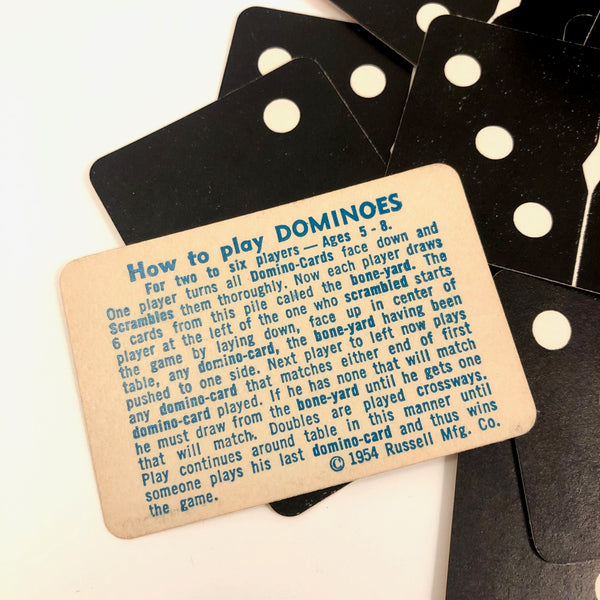 How to play DOMINOES
For two to six players — Ages 5 - 8.
One player turns all Domino-Cards face down and
Scrambles them thoroughly. Now each player draws
6 cards from this pile called the bone-yard. The
player at the left of the one who scrambled starts
the game by laying down, face up in center of
table, any domino-card, the bone-yard having been
pushed to one side. Next player to left now plays
any domino-card that matches either end of first
domino-card played. If he has none that will match
he must draw from the bone-yard until he gets one
that will match. Doubles are played crossways.
Play continues around table in this manner until
someone plays his last domino-card and thus wins
the game.
© 1954 Russell Mfg. Co.